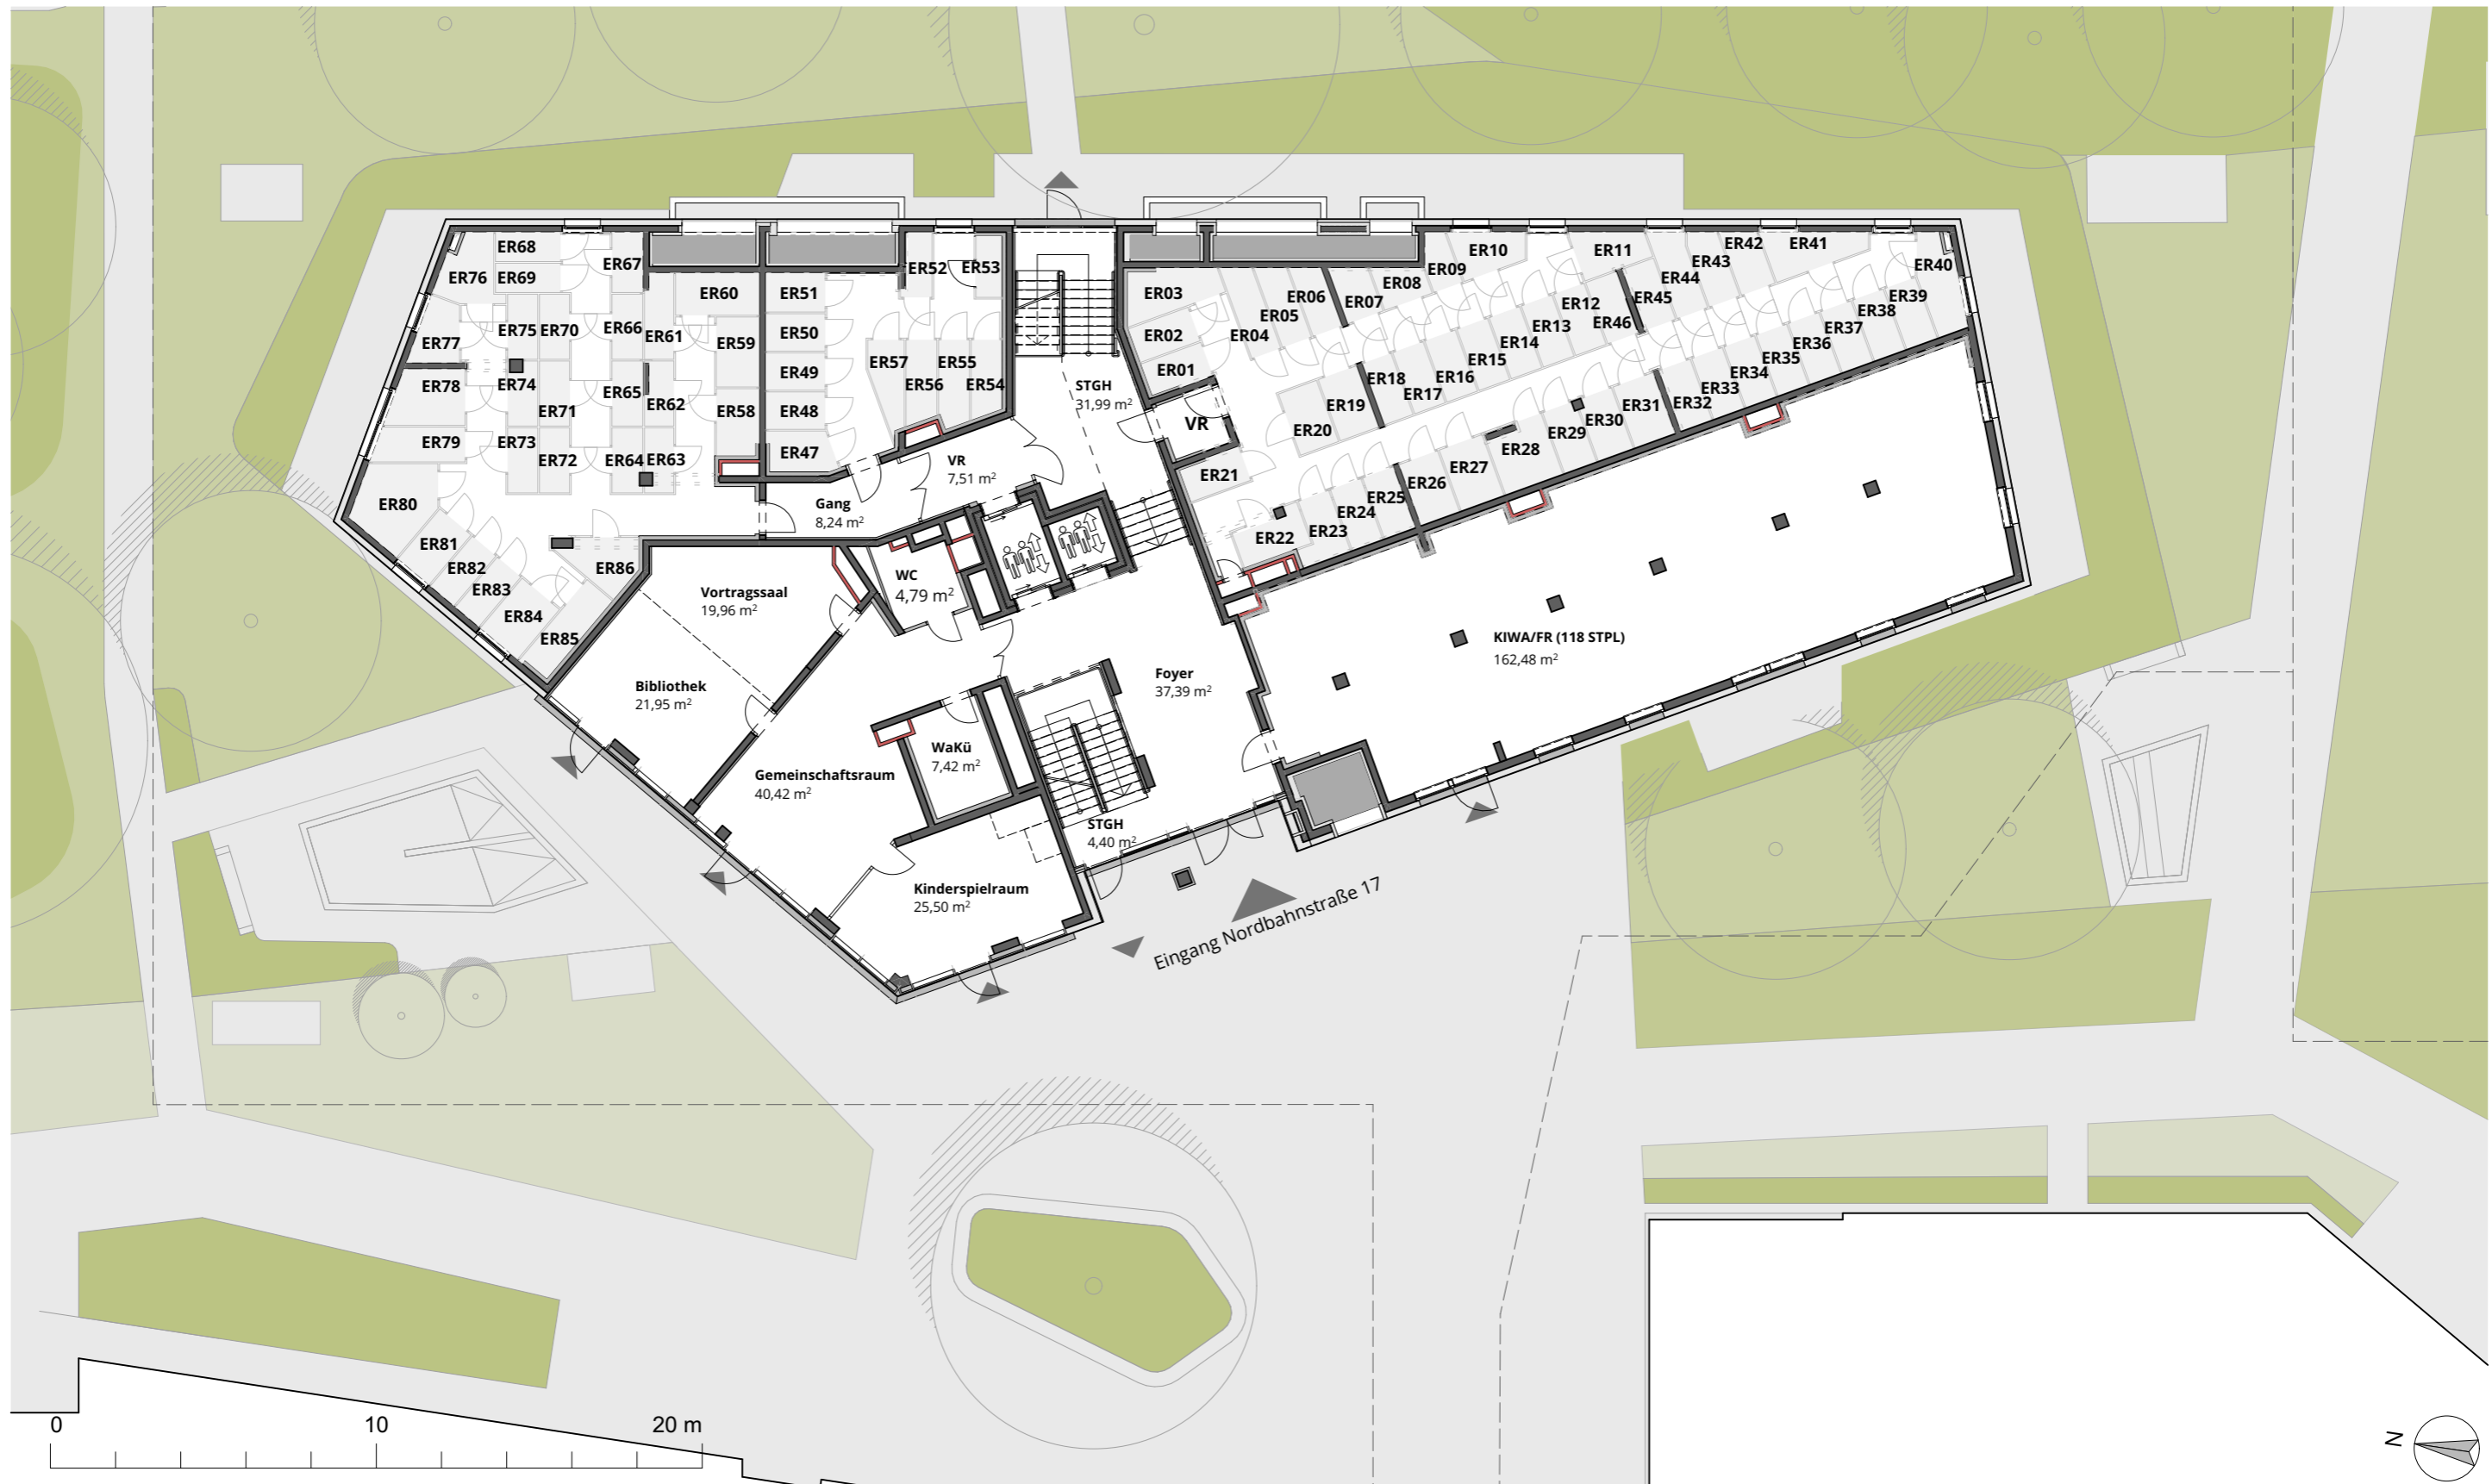 ER68
ER69
ER67
ER76
ER77
ER75
ER70
ER66
ER60
ER61
ER59
ER78
ER74
ER71
ER65
ER62
ER58
ER79
ER73
ER72
ER64
ER63
ER80
ER81
ER82
ER83
ER84
ER85
ER86
ER51
ER50
ER49
ER48
ER47
ER52
ER53
ER57
ER56
ER55
ER54
STGH
31,99 m²
VR
7,51 m²
Gang
8,24 m²
VR
ER03
ER02
ER01
ER04
ER05
ER06
ER07
ER08
ER09
ER10
ER11
ER12
ER13
ER14
ER15
ER16
ER17
ER18
ER19
ER20
ER21
ER22
ER23
ER24
ER25
ER26
ER27
ER28
ER29
ER30
ER31
ER32
ER33
ER34
ER35
ER36
ER37
ER38
ER39
ER40
ER41
ER42
ER43
ER44
ER45
ER46
WC
4,79 m²
Vortragssaal
19,96 m²
Bibliothek
21,95 m²
Gemeinschaftsraum
40,42 m²
WaKü
7,42 m²
Foyer
37,39 m²
KIWA/FR (118 STPL)
162,48 m²
STGH
4,40 m²
Kinderspielraum
25,50 m²
Eingang Nordbahnstraße 17
0 10 20 m
N